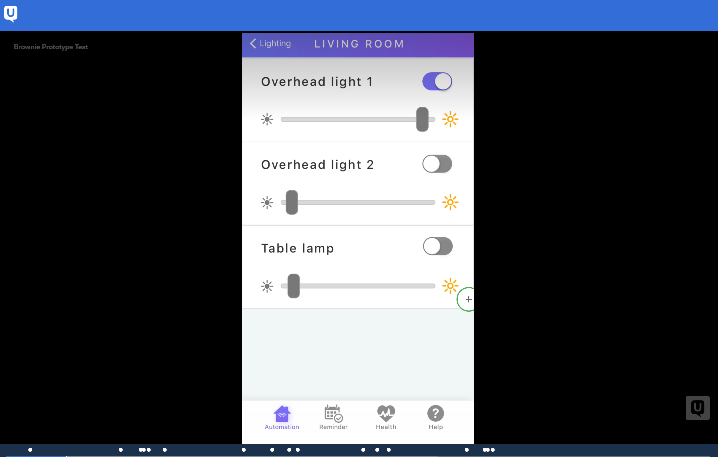 U
Brownie Prototype Test
Lighting
LIVING ROOM
Overhead light 1
Overhead light 2
Table lamp
+
Automation
Reminder
?
Health
Help
U